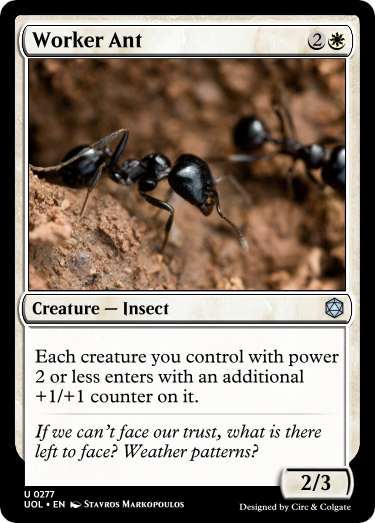 Worker Ant
2
Creature — Insect
Each creature you control with power
2 or less enters with an additional
+1/+1 counter on it.
If we can't face our trust, what is there
left to face? Weather patterns?
2/3
U 0277
UOL • EN Stavros Markopoulos
Designed by Circ & Colgate